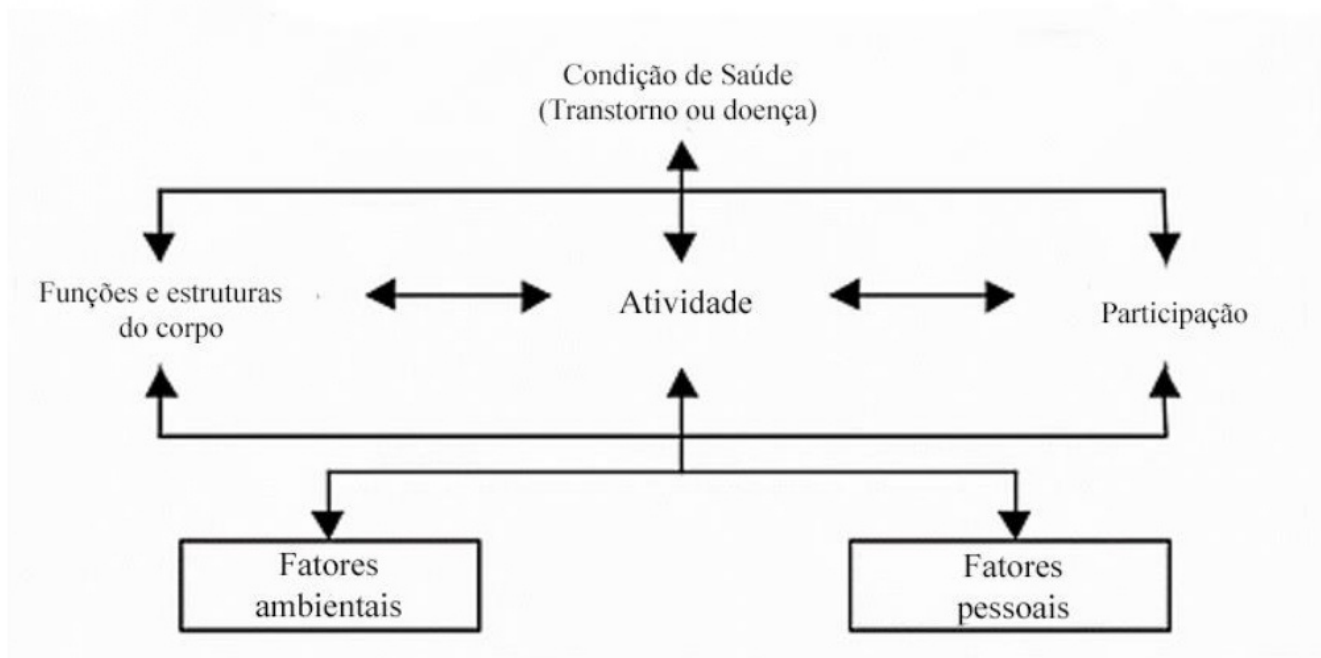 Condição de Saúde
(Transtorno ou doença)
Funções e estruturas
do corpo
Atividade
Participação
Fatores
ambientais
Fatores
pessoais